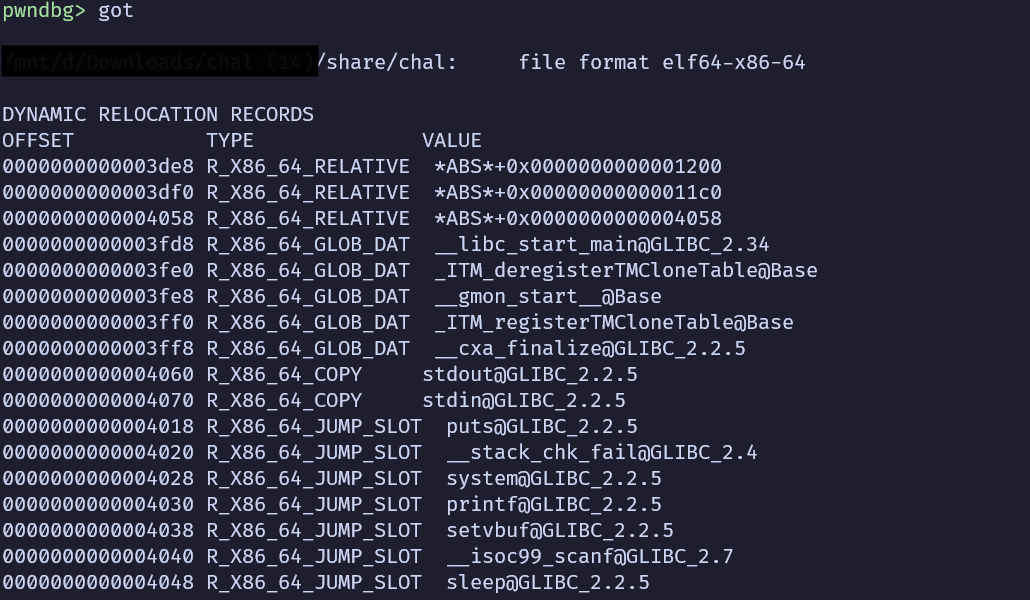 pwndbg> got
/mnt/d/Downloads/chal (14)/share/chal:     file format elf64-x86-64
DYNAMIC RELOCATION RECORDS
OFFSET           TYPE              VALUE
0000000000003de8 R_X86_64_RELATIVE  *ABS*+0x0000000000001200
0000000000003df0 R_X86_64_RELATIVE  *ABS*+0x00000000000011c0
0000000000004058 R_X86_64_RELATIVE  *ABS*+0x0000000000004058
0000000000003fd8 R_X86_64_GLOB_DAT  __libc_start_main@GLIBC_2.34
0000000000003fe0 R_X86_64_GLOB_DAT  _ITM_deregisterTMCloneTable@Base
0000000000003fe8 R_X86_64_GLOB_DAT  __gmon_start__@Base
0000000000003ff0 R_X86_64_GLOB_DAT  _ITM_registerTMCloneTable@Base
0000000000003ff8 R_X86_64_GLOB_DAT  __cxa_finalize@GLIBC_2.2.5
0000000000004060 R_X86_64_COPY     stdout@GLIBC_2.2.5
0000000000004070 R_X86_64_COPY     stdin@GLIBC_2.2.5
0000000000004018 R_X86_64_JUMP_SLOT  puts@GLIBC_2.2.5
0000000000004020 R_X86_64_JUMP_SLOT  __stack_chk_fail@GLIBC_2.4
0000000000004028 R_X86_64_JUMP_SLOT  system@GLIBC_2.2.5
0000000000004030 R_X86_64_JUMP_SLOT  printf@GLIBC_2.2.5
0000000000004038 R_X86_64_JUMP_SLOT  setvbuf@GLIBC_2.2.5
0000000000004040 R_X86_64_JUMP_SLOT  __isoc99_scanf@GLIBC_2.7
0000000000004048 R_X86_64_JUMP_SLOT  sleep@GLIBC_2.2.5